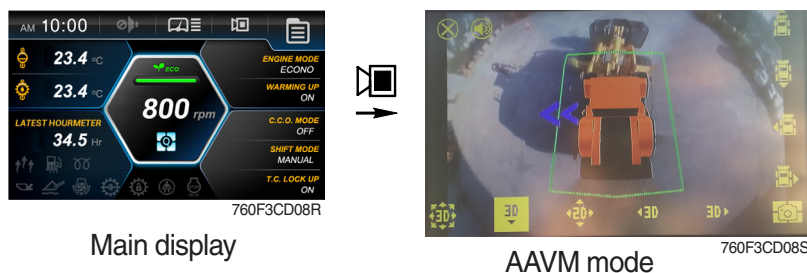 AM 10:00
23.4 °C
ECO
ENGINE MODE
ECONO
23.4 °C
WARMING UP
ON
800 rpm
LATEST HOURMETER
34.5 Hr
C.C.O. MODE
OFF
SHIFT MODE
MANUAL
T.C. LOCK UP
ON
760F3CD08R
Main display
3D
3D
2D
3D
3D
760F3CD08S
AAVM mode